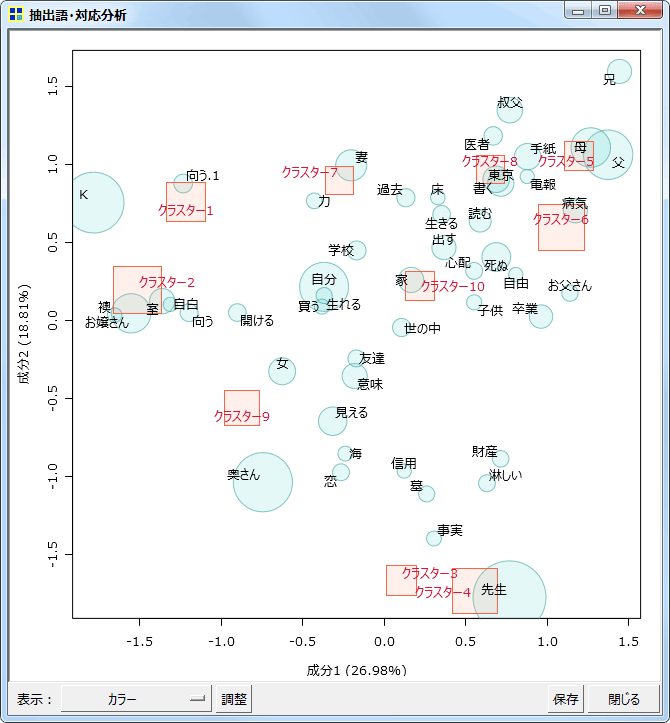 抽出語・対応分析
兄
1.5
叔父
医者
手紙
母
父
クラスター8
クラスター5
1.0
妻
クラスター7
向う.1
東京
書く
電報
K
クラスター1
力
過去
床
病気
クラスター6
生きる
読む
0.5
学校
出す
心配
死ぬ
自由
クラスター2
自分
家
クラスター10
お父さん
襖
室
自白
買う
生れる
子供
卒業
0.0
お嬢さん
向う
開ける
世の中
友達
女
意味
成分2 (18.81%)
-0.5
クラスター9
見える
海
信用
財産
-1.0
奥さん
恋
墓
淋しい
事実
-1.5
クラスター3
クラスター4
先生
-1.5
-1.0
-0.5
0.0
0.5
1.0
1.5
成分1 (26.98%)
表示：
カラー
調整
保存
閉じる